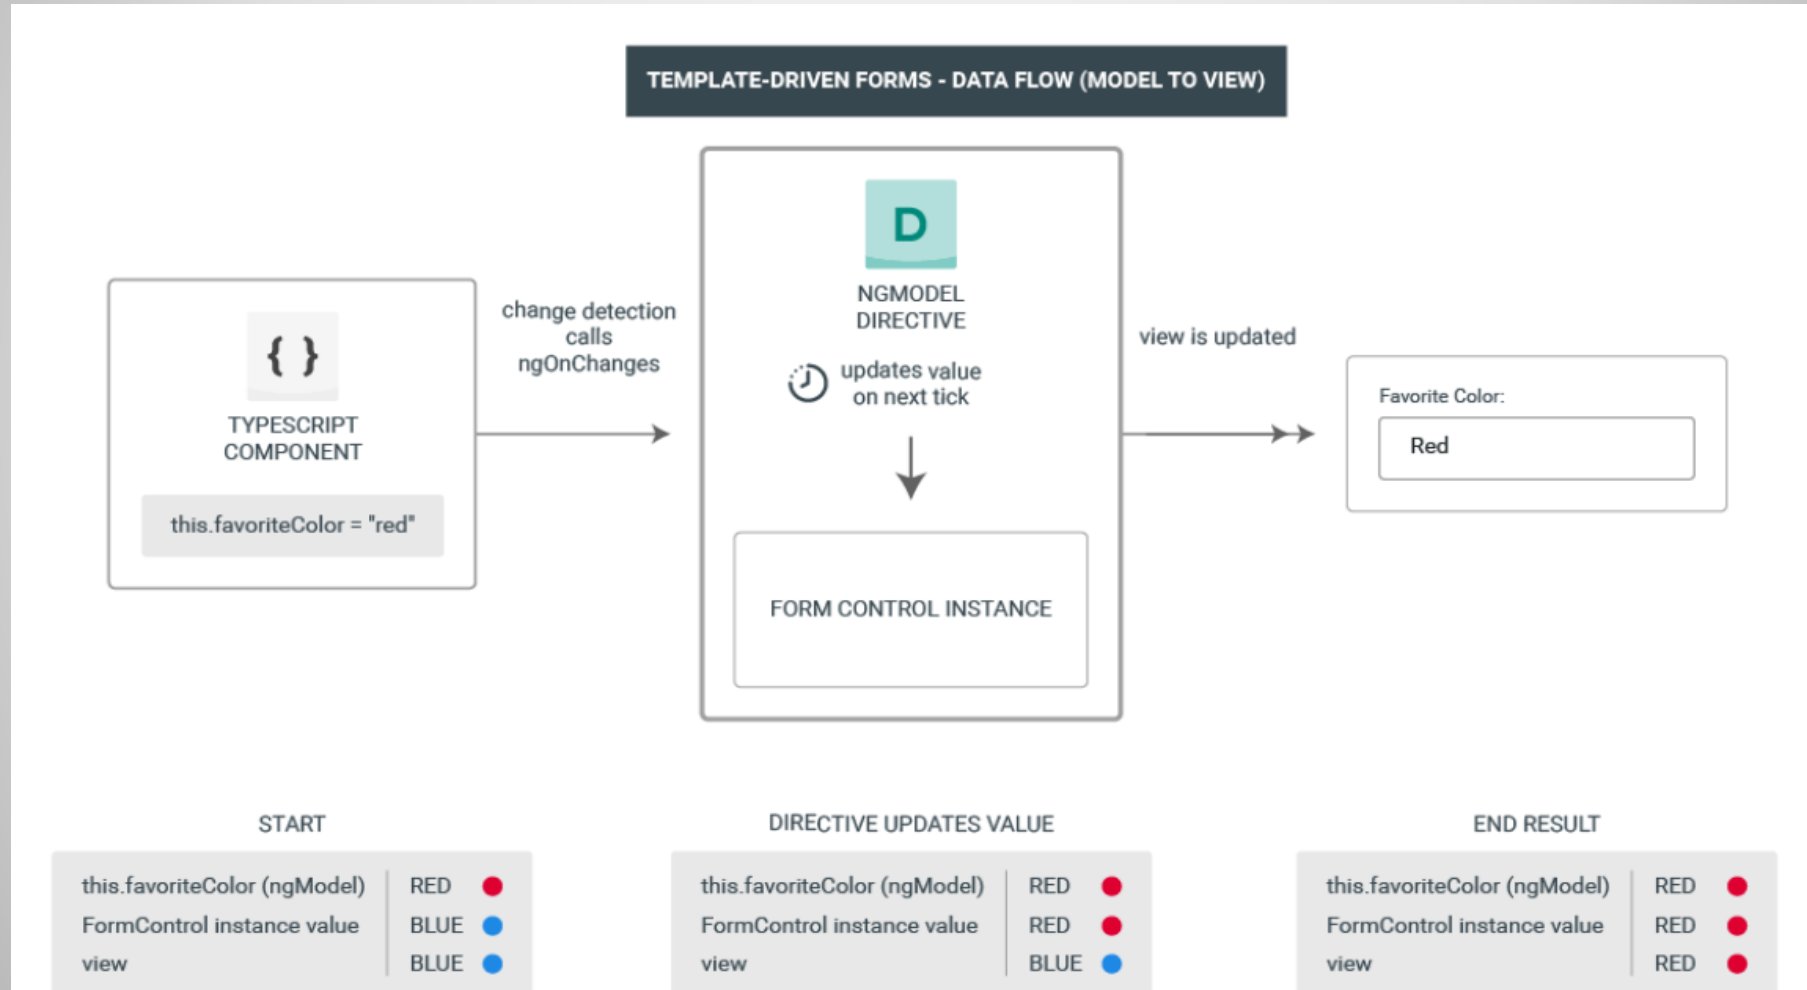 TEMPLATE-DRIVEN FORMS - DATA FLOW (MODEL TO VIEW)
{ }
TYPESCRIPT
COMPONENT
this.favoriteColor = "red"
change detection
calls
ngOnChanges
D
NGMODEL
DIRECTIVE
updates value
on next tick
FORM CONTROL INSTANCE
view is updated
Favorite Color:
Red
START
this.favoriteColor (ngModel) RED
FormControl instance value BLUE
view BLUE
DIRECTIVE UPDATES VALUE
this.favoriteColor (ngModel) RED
FormControl instance value RED
view BLUE
END RESULT
this.favoriteColor (ngModel) RED
FormControl instance value RED
view RED